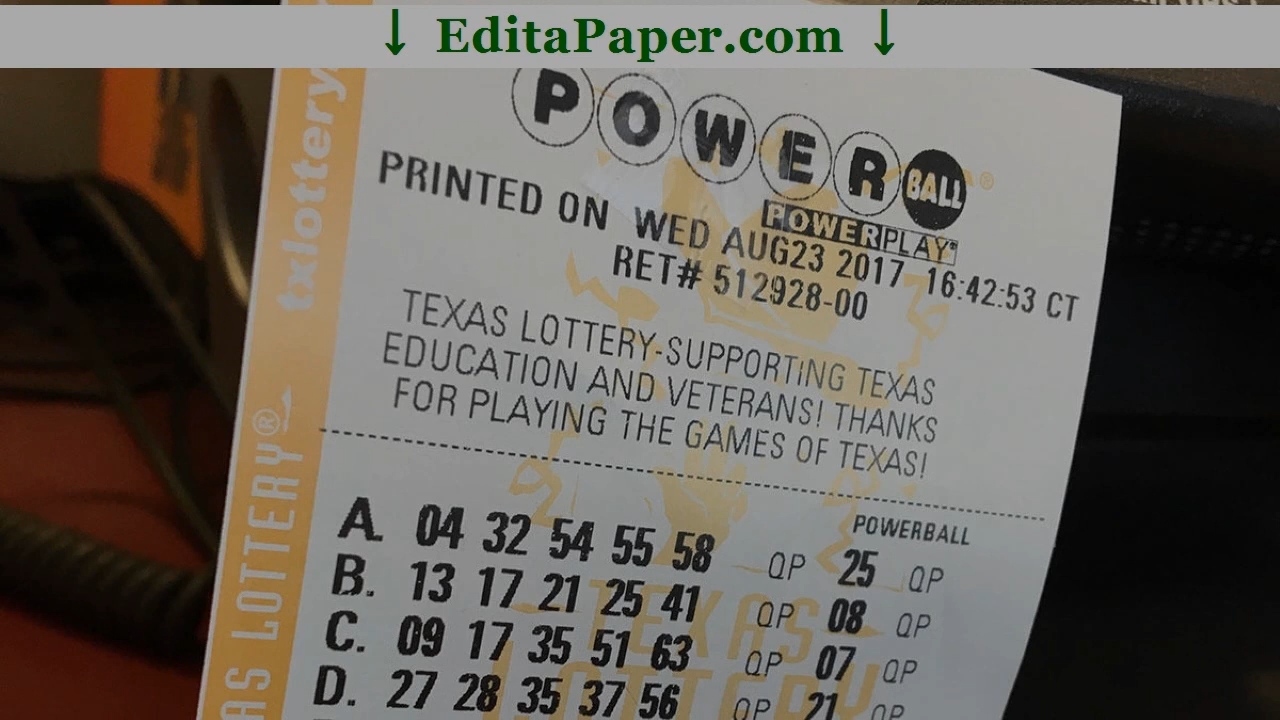 ↓ EditaPaper.com ↓
POWERBALL®
POWERPLAY®
PRINTED ON WED AUG23 2017 16:42:53 CT
RET# 512928-00
TEXAS LOTTERY-SUPPORTING TEXAS
EDUCATION AND VETERANS! THANKS
FOR PLAYING THE GAMES OF TEXAS!
POWERBALL
A. 04 32 54 55 58 QP 25 QP
B. 13 17 21 25 41 QP 08 QP
C. 09 17 35 51 63 QP 07 QP
D. 27 28 35 37 56 QP 21 QP
txlottery
AS LOTTERY®
TEXAS
LOTTERY